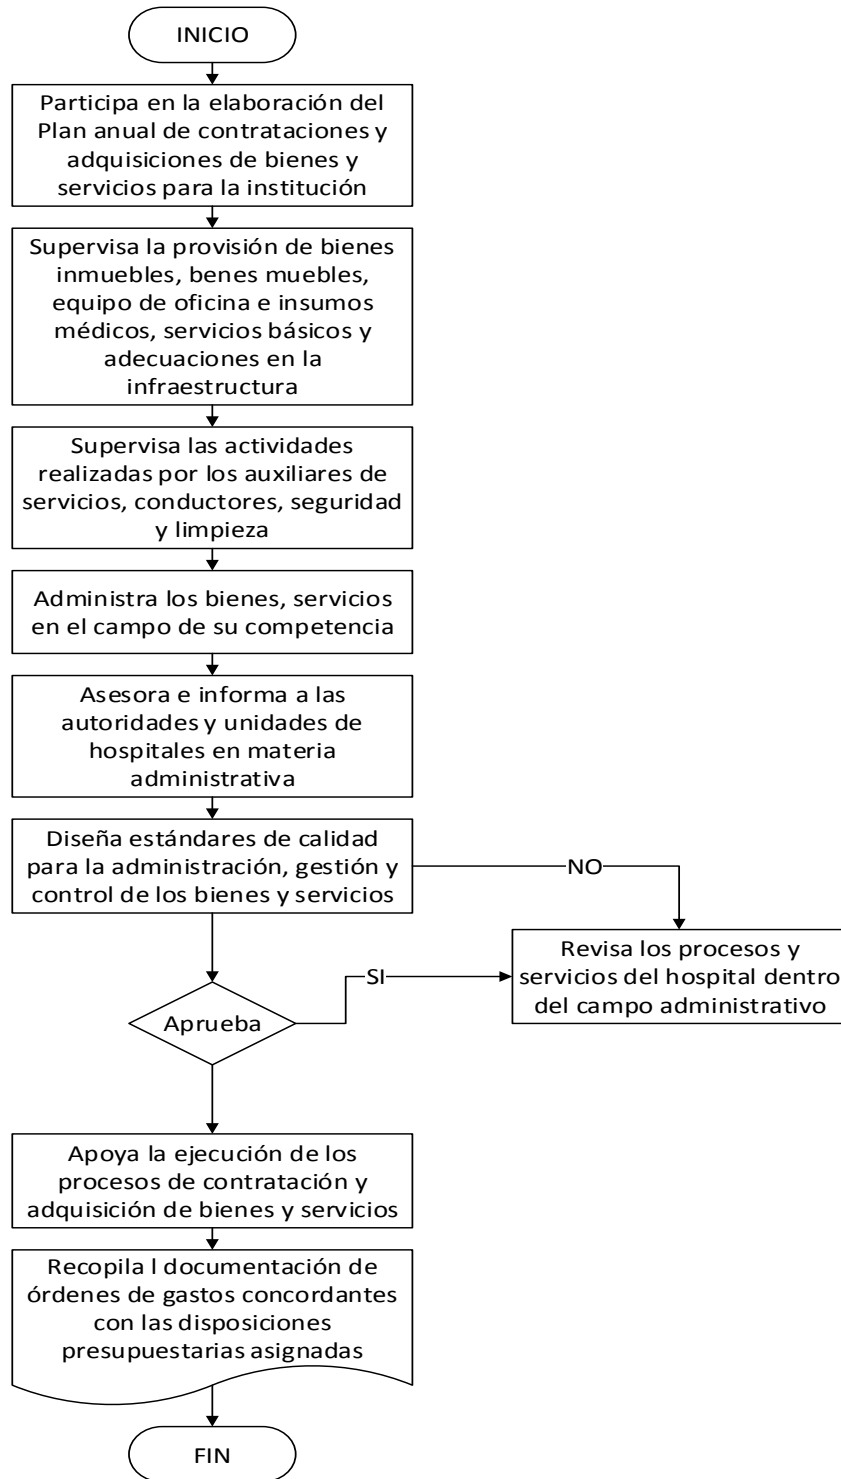 INICIO
Participa en la elaboración del
Plan anual de contrataciones y
adquisiciones de bienes y
servicios para la institución
Supervisa la provisión de bienes
inmuebles, benes muebles,
equipo de oficina e insumos
médicos, servicios básicos y
adecuaciones en la
infraestructura
Supervisa las actividades
realizadas por los auxiliares de
servicios, conductores, seguridad
y limpieza
Administra los bienes, servicios
en el campo de su competencia
Asesora e informa a las
autoridades y unidades de
hospitales en materia
administrativa
Diseña estándares de calidad
para la administración, gestión y
control de los bienes y servicios
NO
Revisa los procesos y
servicios del hospital dentro
del campo administrativo
SI
Aprueba
Apoya la ejecución de los
procesos de contratación y
adquisición de bienes y servicios
Recopila l documentación de
órdenes de gastos concordantes
con las disposiciones
presupuestarias asignadas
FIN